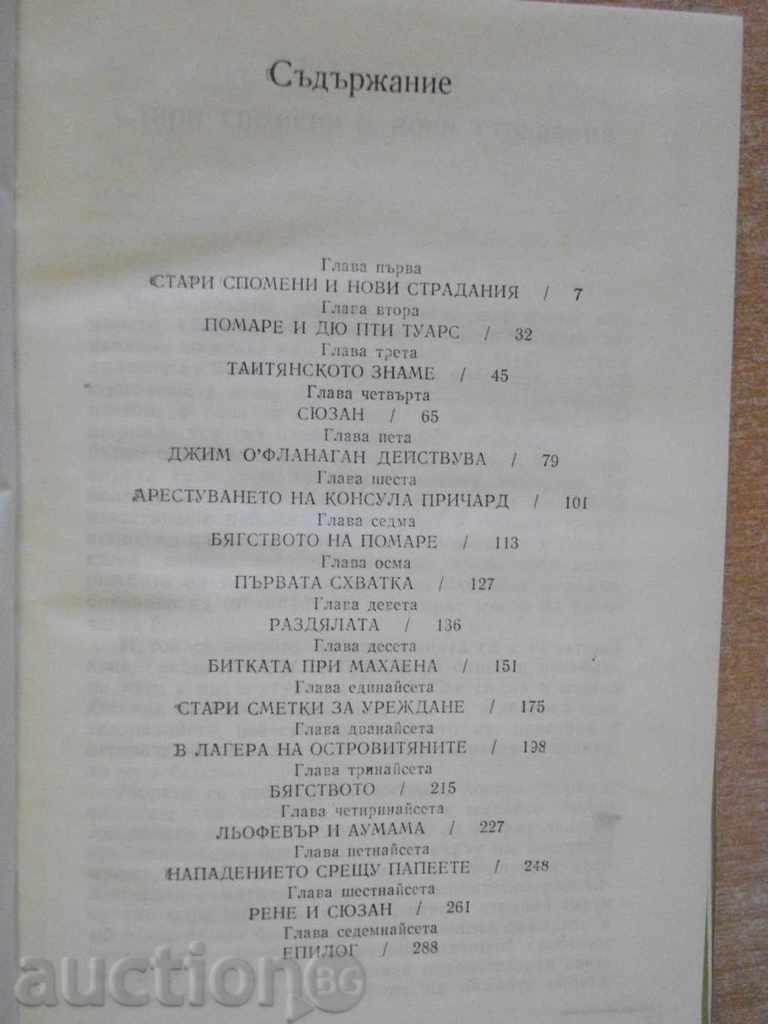 Съдържание
Глава първа
СТАРИ СПОМЕНИ И НОВИ СТРАДАНИЯ / 7
Глава втора
ПОМАРЕ И ДЮ ПТИ ТУАРС / 32
Глава трета
ТАИТЯНСКОТО ЗНАМЕ / 45
Глава четвърта
СЮЗАН / 65
Глава пета
ДЖИМ О'ФЛАНАГАН ДЕЙСТВУВА / 79
Глава шеста
АРЕСТУВАНЕТО НА КОНСУЛА ПРИЧАРД / 101
Глава седма
БЯГСТВОТО НА ПОМАРЕ / 113
Глава осма
ПЪРВАТА СХВАТКА / 127
Глава девета
РАЗДЯЛАТА / 136
Глава десета
БИТКАТА ПРИ МАХАЕНА / 151
Глава единайсета
СТАРИ СМЕТКИ ЗА УРЕЖДАНЕ / 175
Глава дванайсета
В ЛАГЕРА НА ОСТРОВИТЯНИТЕ / 198
Глава тринайсета
БЯГСТВОТО / 215
Глава четиринайсета
ЛЬОФЕВЪР И АУМАМА / 227
Глава петнайсета
НАПАДЕНИЕТО СРЕЩУ ПАПЕЕТЕ / 248
Глава шестнайсета
РЕНЕ И СЮЗАН / 261
Глава седемнайсета
ЕПИЛОГ / 288
auction BG